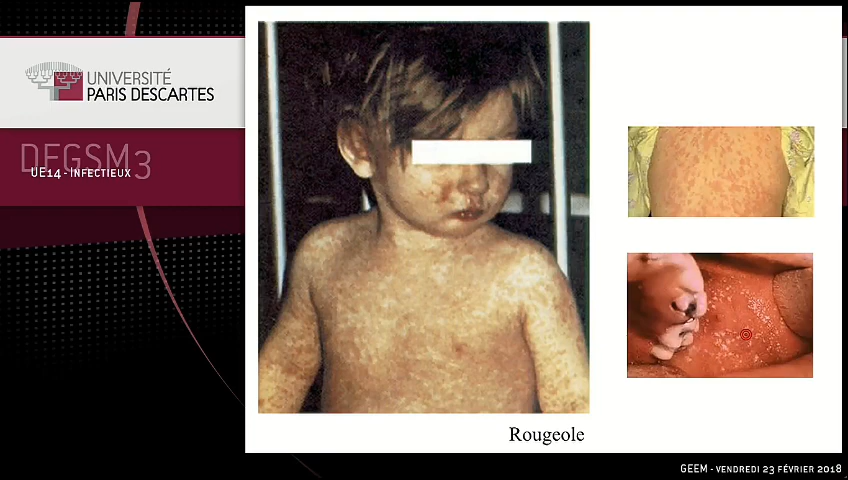 UNIVERSITÉ
PARIS DESCARTES
DFGSM3
UE14 - INFECTIEUX
Rougeole
GEEM - VENDREDI 23 FÉVRIER 2018